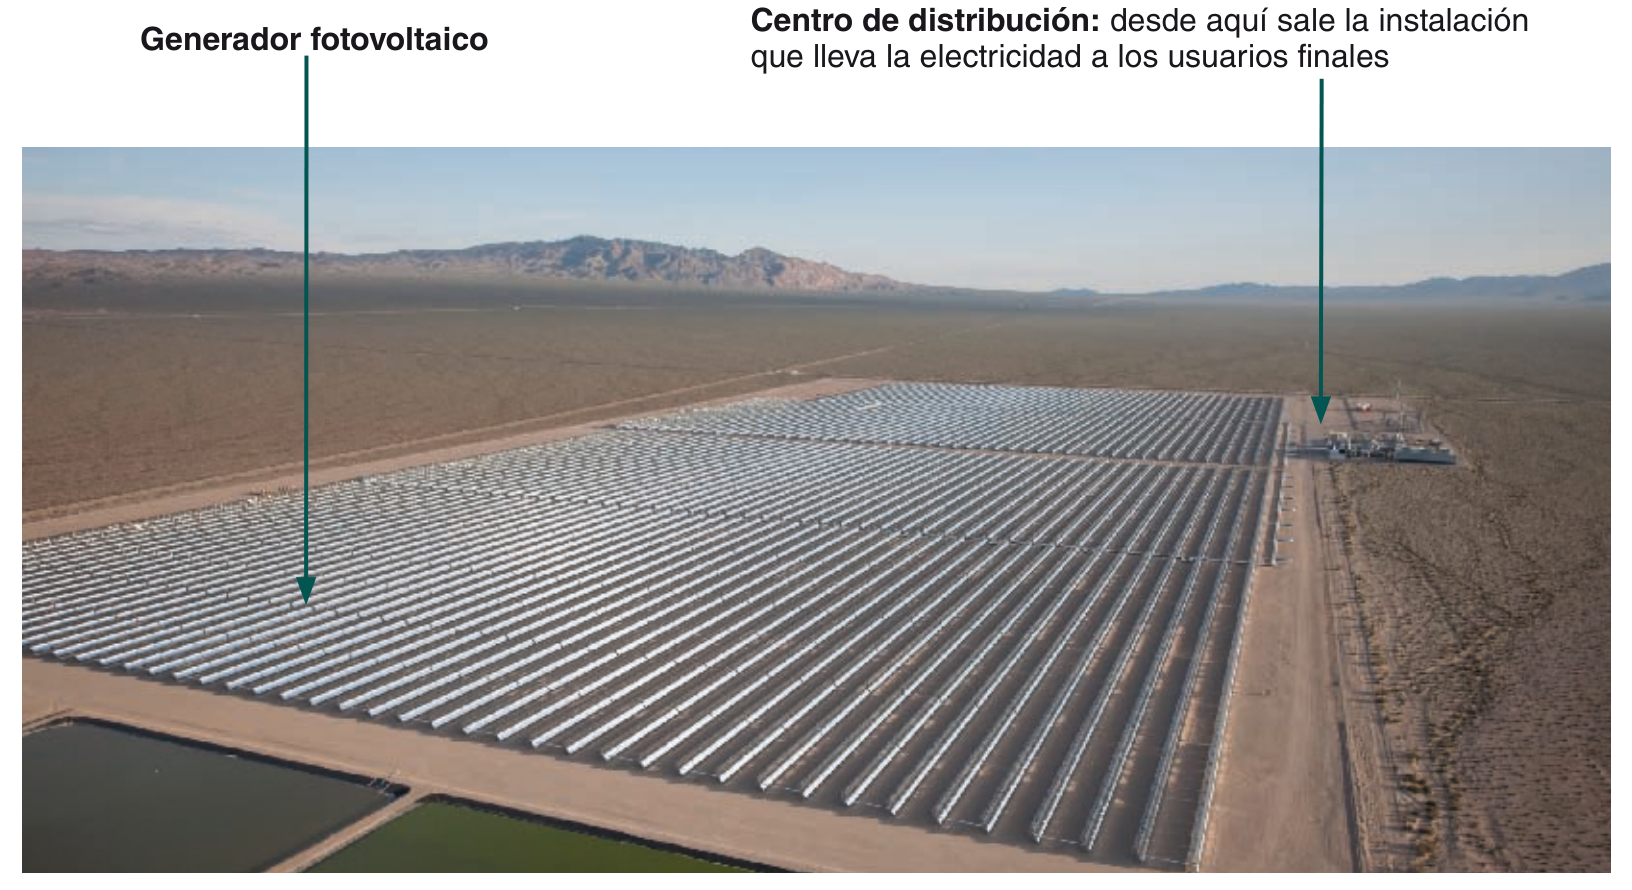 Generador fotovoltaico
Centro de distribución: desde aquí sale la instalación
que lleva la electricidad a los usuarios finales